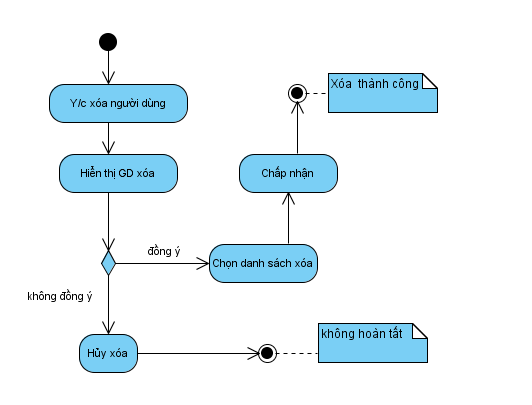 Y/c xóa người dùng
Hiển thị GD xóa
đồng ý
không đồng ý
Hủy xóa
Chọn danh sách xóa
Chấp nhận
Xóa thành công
không hoàn tất